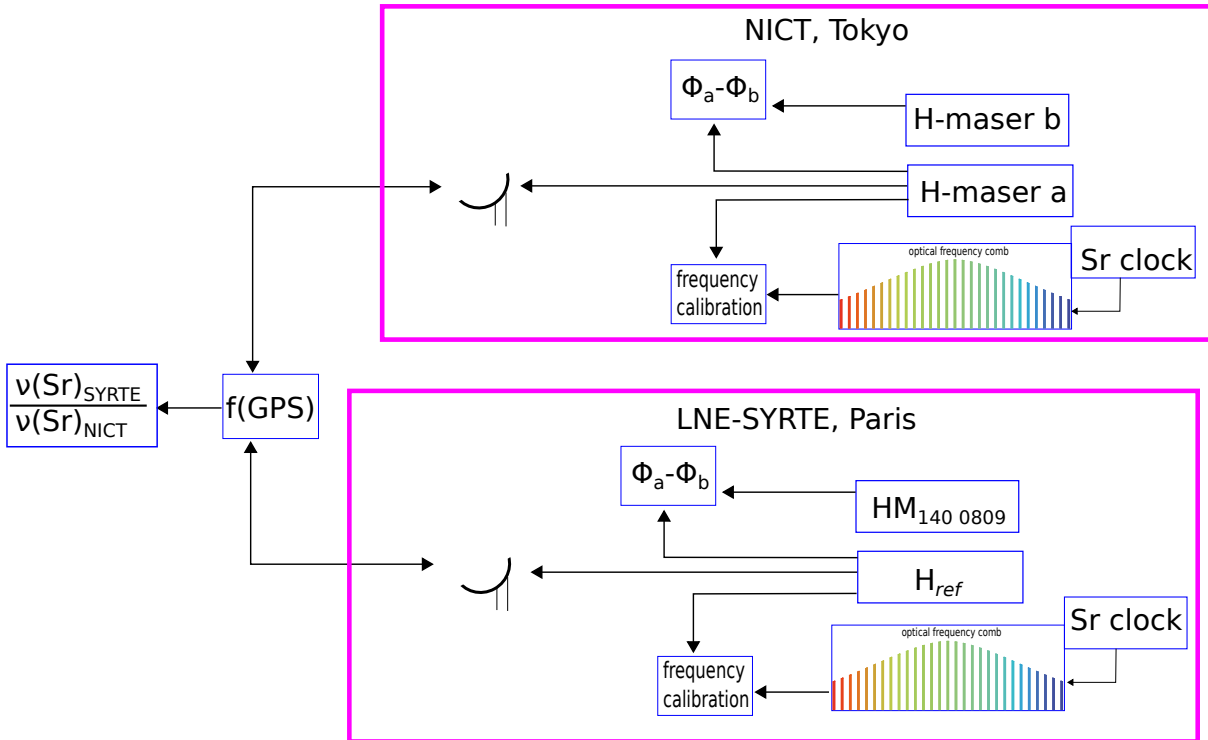 NICT, Tokyo
Φa-Φb
H-maser b
H-maser a
optical frequency comb
Sr clock
frequency
calibration
ν(Sr)SYRTE
ν(Sr)NICT
f(GPS)
LNE-SYRTE, Paris
Φa-Φb
HM140 0809
Href
optical frequency comb
Sr clock
frequency
calibration